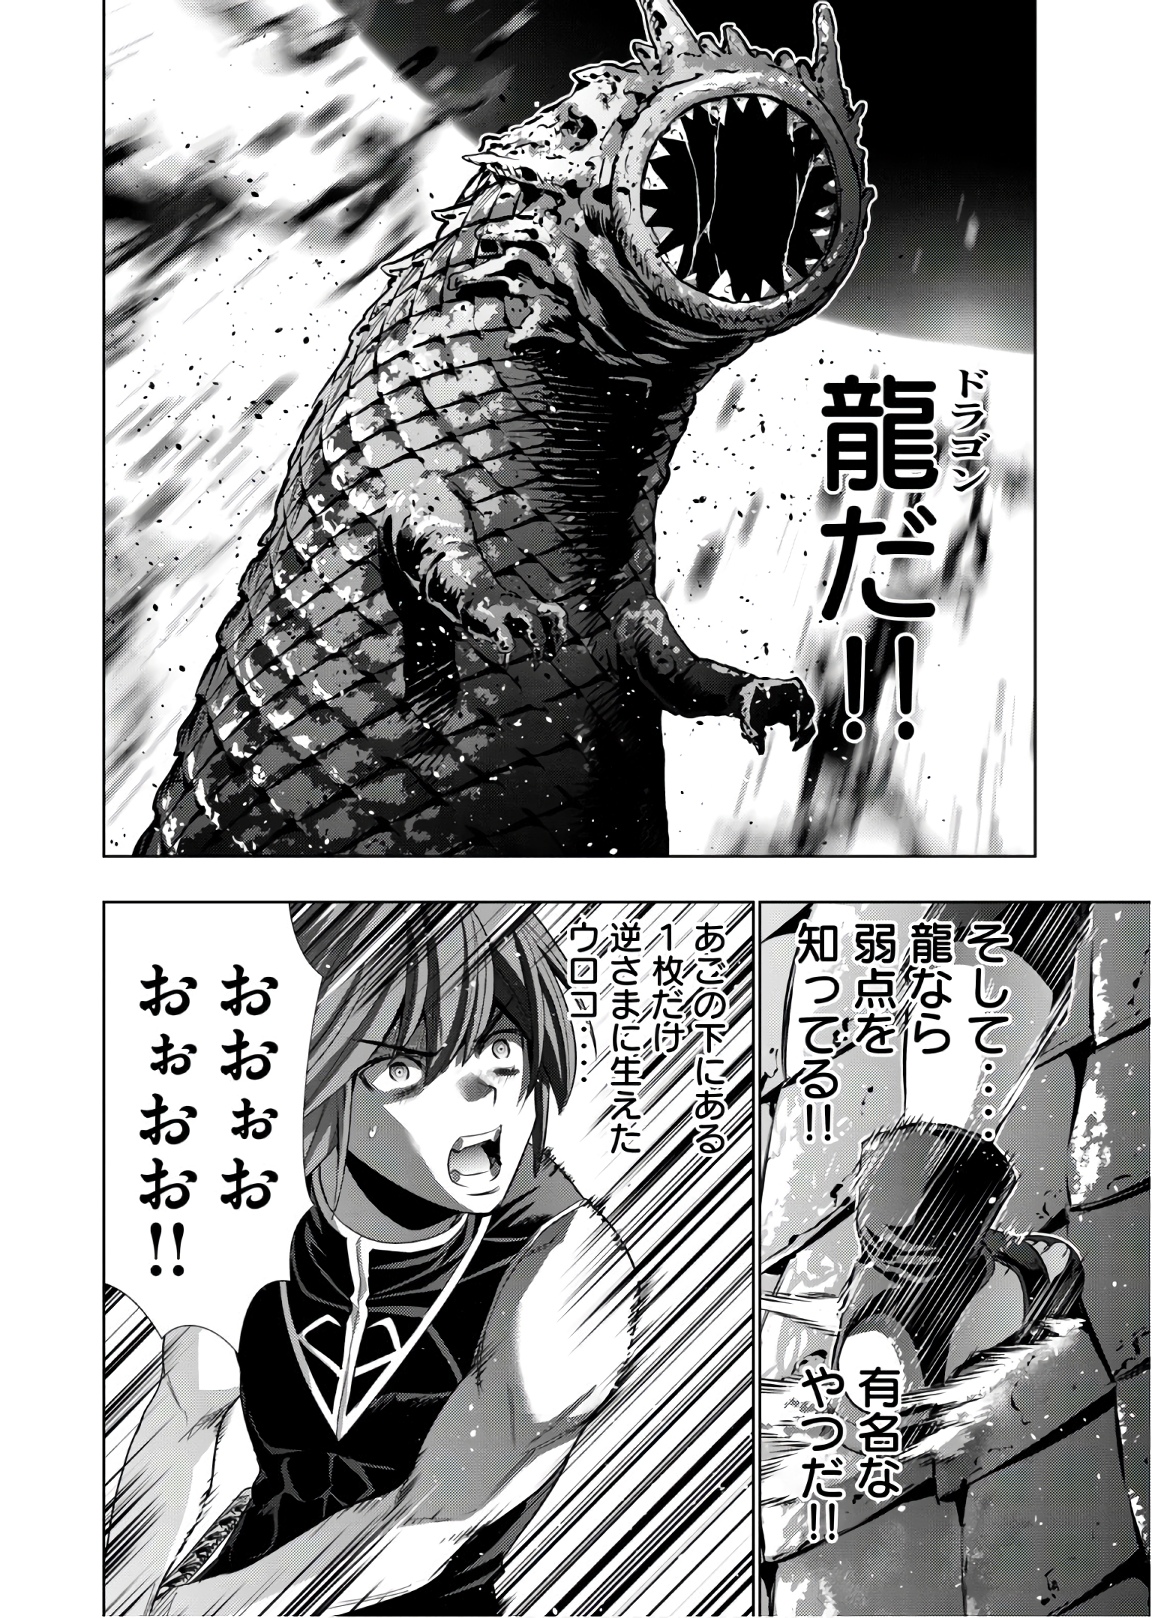 龍だ!!
ドラゴン
そして‥‥
龍なら
弱点を
知ってる!!
有名な
やつだ!!
あごの下にある
1枚だけ
逆さまに生えた
ウロコ‥‥
おおぉお
おぉおお!!